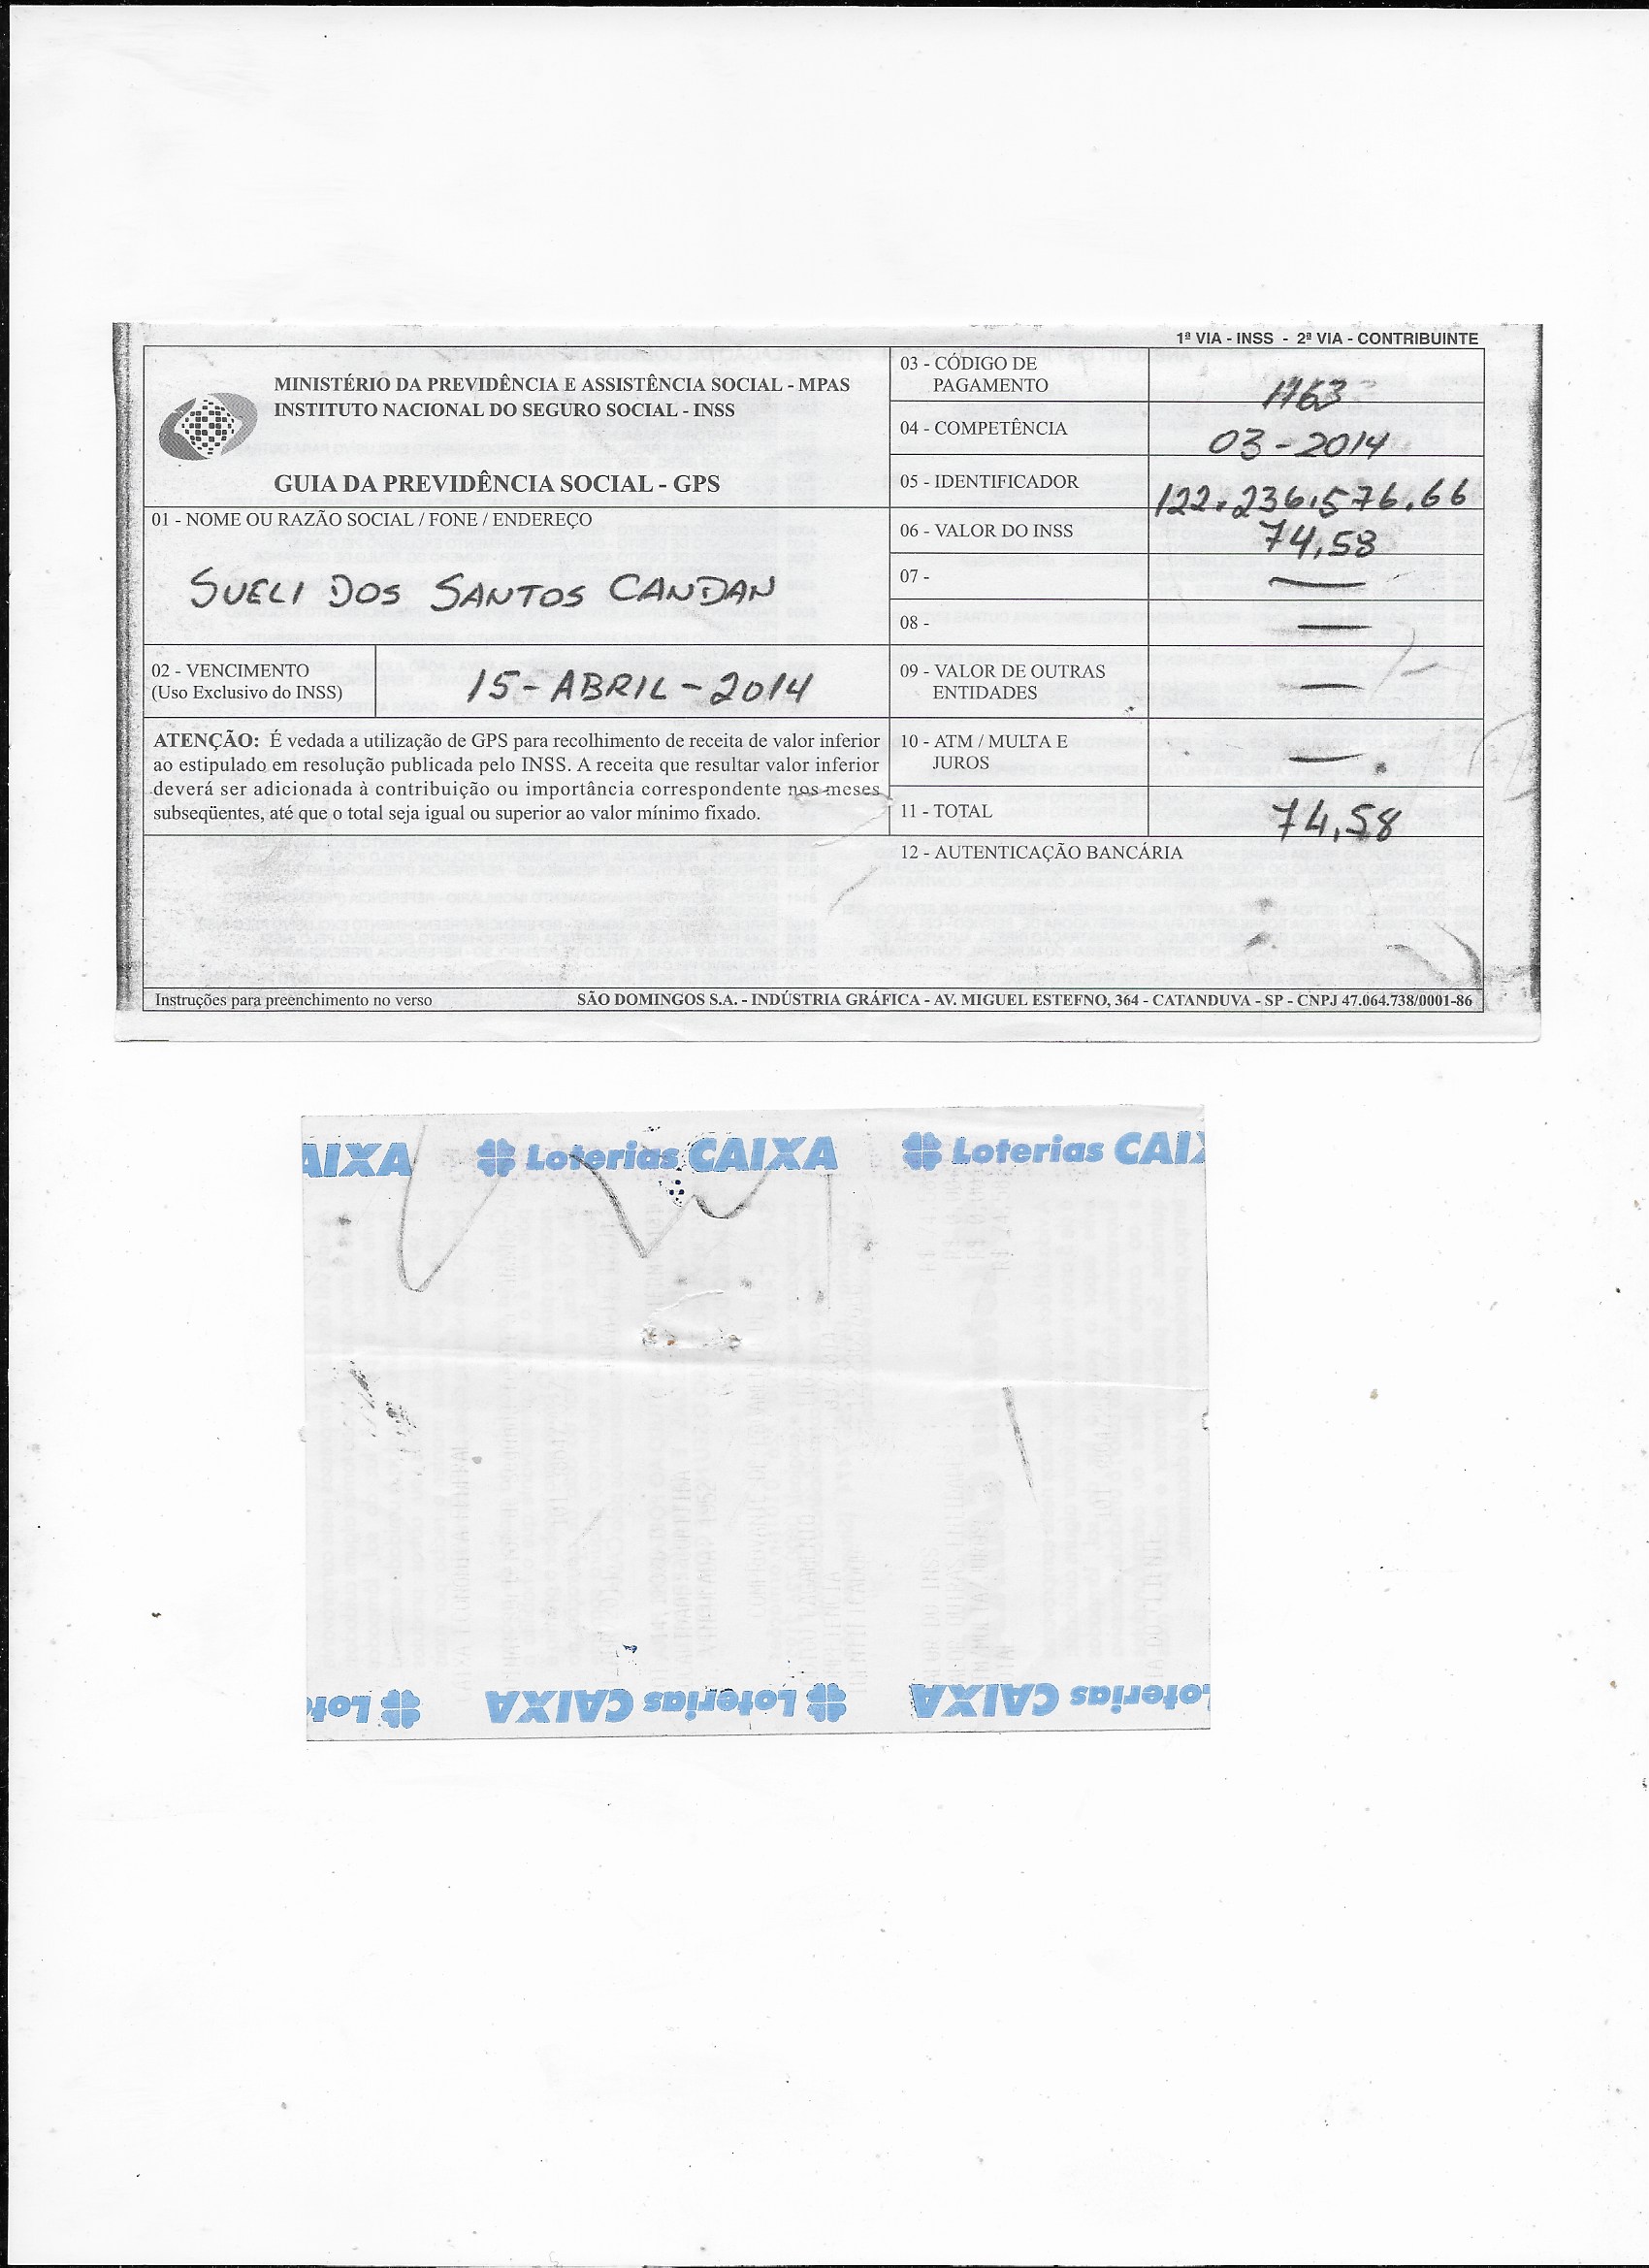 1ª VIA - INSS - 2ª VIA - CONTRIBUINTE
MINISTÉRIO DA PREVIDÊNCIA E ASSISTÊNCIA SOCIAL - MPAS
INSTITUTO NACIONAL DO SEGURO SOCIAL - INSS
GUIA DA PREVIDÊNCIA SOCIAL - GPS
03 - CÓDIGO DE
PAGAMENTO
1163
04 - COMPETÊNCIA
03-2014
05 - IDENTIFICADOR
122.236.576.66
01 - NOME OU RAZÃO SOCIAL / FONE / ENDEREÇO
SUELI DOS SANTOS CANDAN
06 - VALOR DO INSS
74,58
07 -
08 -
02 - VENCIMENTO
(Uso Exclusivo do INSS)
15-ABRIL-2014
09 - VALOR DE OUTRAS
ENTIDADES
ATENÇÃO: É vedada a utilização de GPS para recolhimento de receita de valor inferior
ao estipulado em resolução publicada pelo INSS. A receita que resultar valor inferior
deverá ser adicionada à contribuição ou importância correspondente nos meses
subseqüentes, até que o total seja igual ou superior ao valor mínimo fixado.
10 - ATM / MULTA E
JUROS
11 - TOTAL
74,58
12 - AUTENTICAÇÃO BANCÁRIA
Instruções para preenchimento no verso
SÃO DOMINGOS S.A. - INDÚSTRIA GRÁFICA - AV. MIGUEL ESTEFNO, 364 - CATANDUVA - SP - CNPJ 47.064.738/0001-86
AIXA Loterias CAIXA Loterias CAIX
Loterias CAIXA Loterias CAIXA Lot